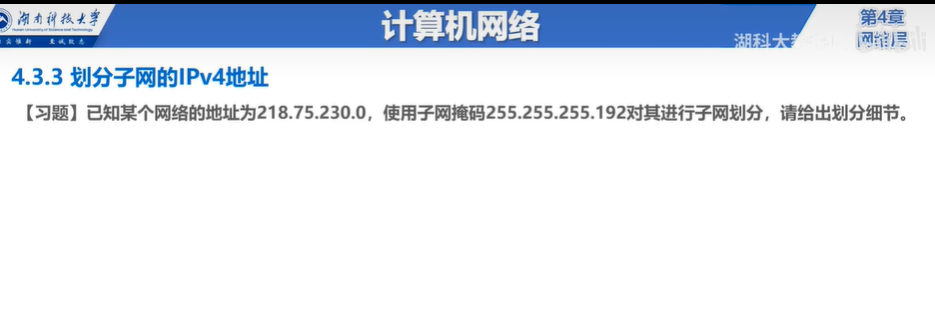 湖南科技大学
Hunan University of Science and Technology
计算机网络
第4章
网络层
湖科大教
4.3.3 划分子网的IPv4地址
【习题】已知某个网络的地址为218.75.230.0，使用子网掩码255.255.255.192对其进行子网划分，请给出划分细节。